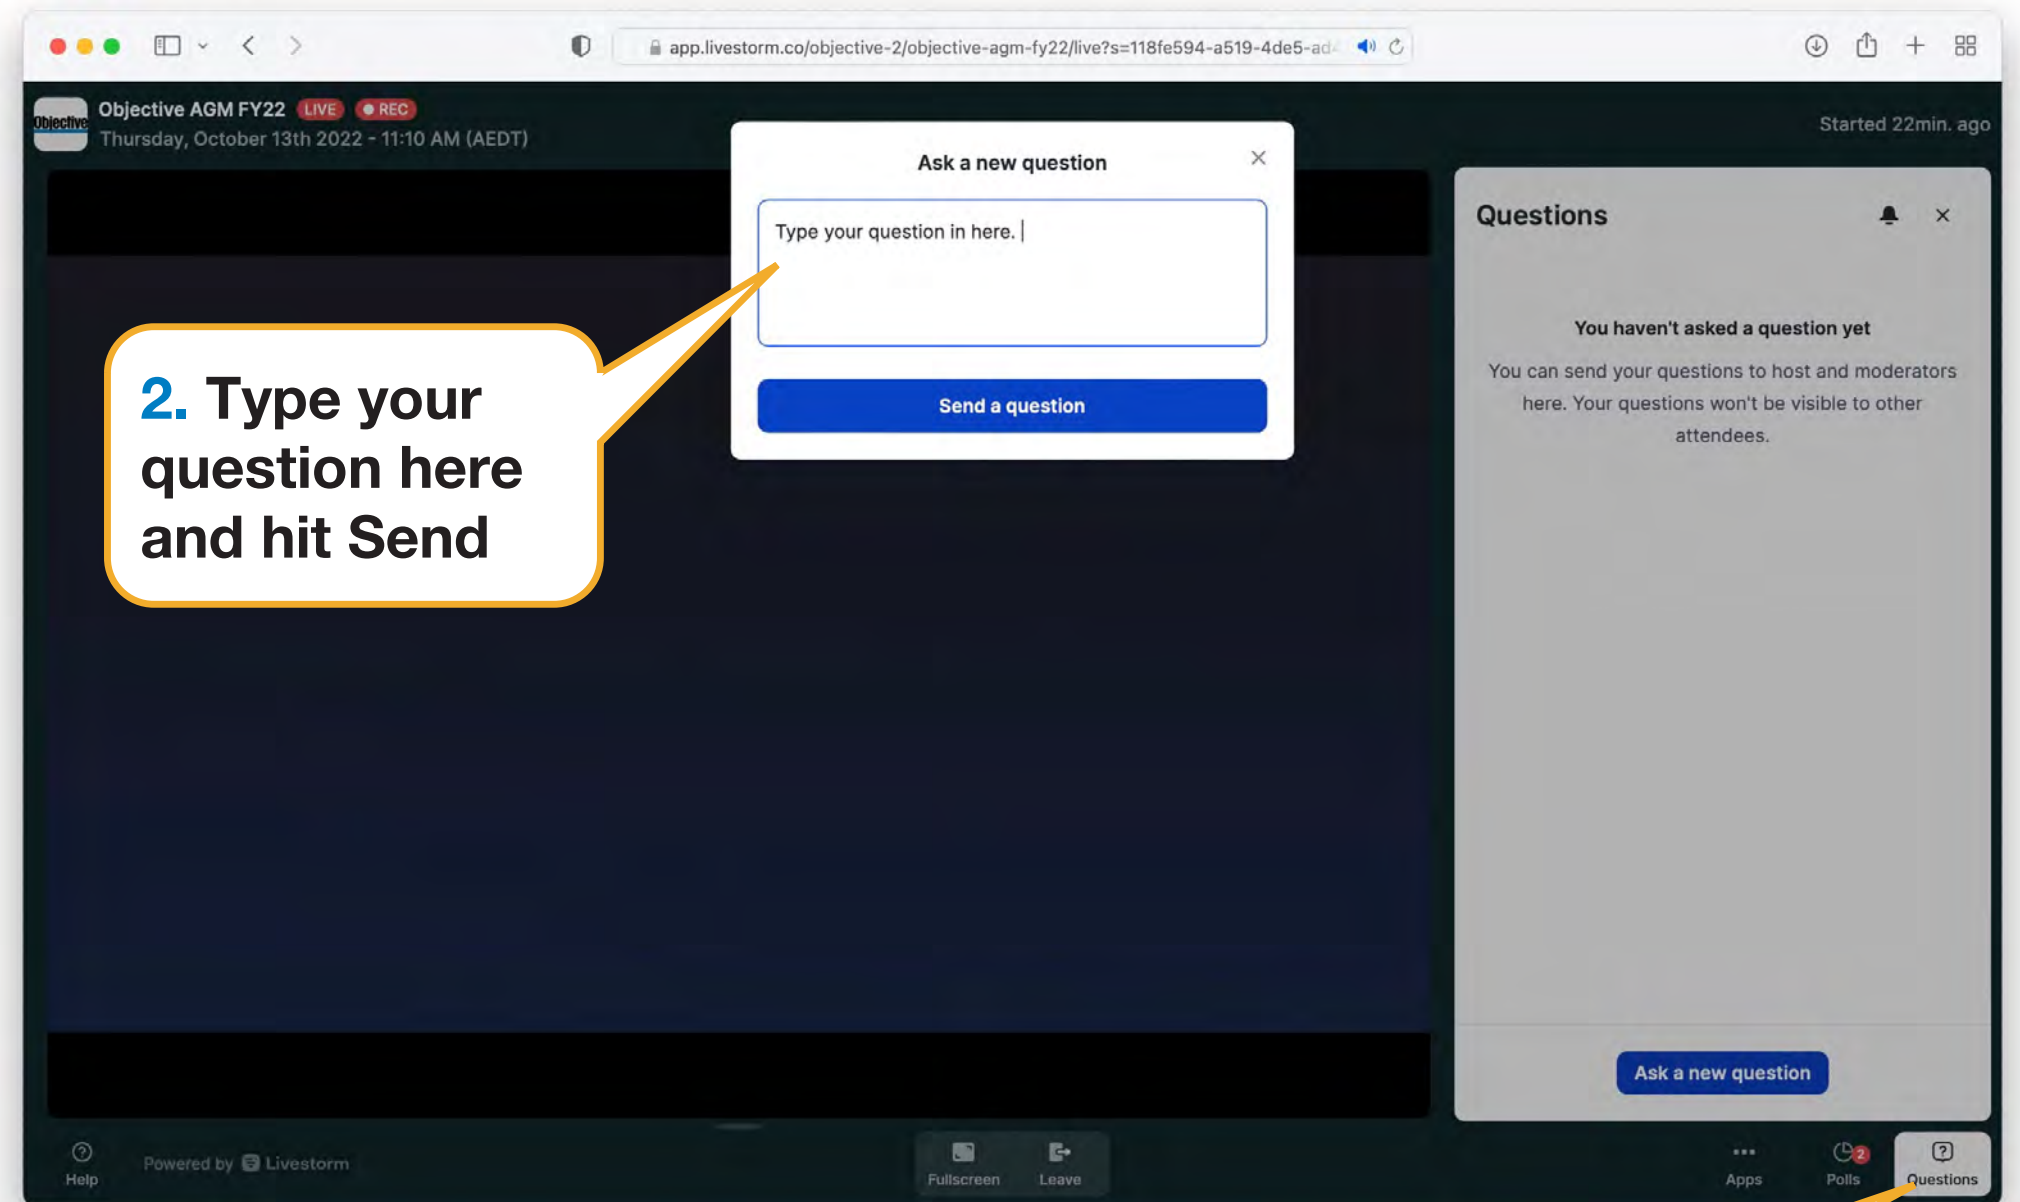 app.livestorm.co/objective-2/objective-agm-fy22/live?s=118fe594-a519-4de5-ad
Objective
Objective AGM FY22 LIVE REC
Thursday, October 13th 2022 - 11:10 AM (AEDT)
Started 22min. ago
Ask a new question
Type your question in here.
Send a question
2. Type your
question here
and hit Send
Questions
You haven't asked a question yet
You can send your questions to host and moderators
here. Your questions won't be visible to other
attendees.
Ask a new question
Help
Powered by Livestorm
Fullscreen
Leave
Apps
2
Polls
Questions